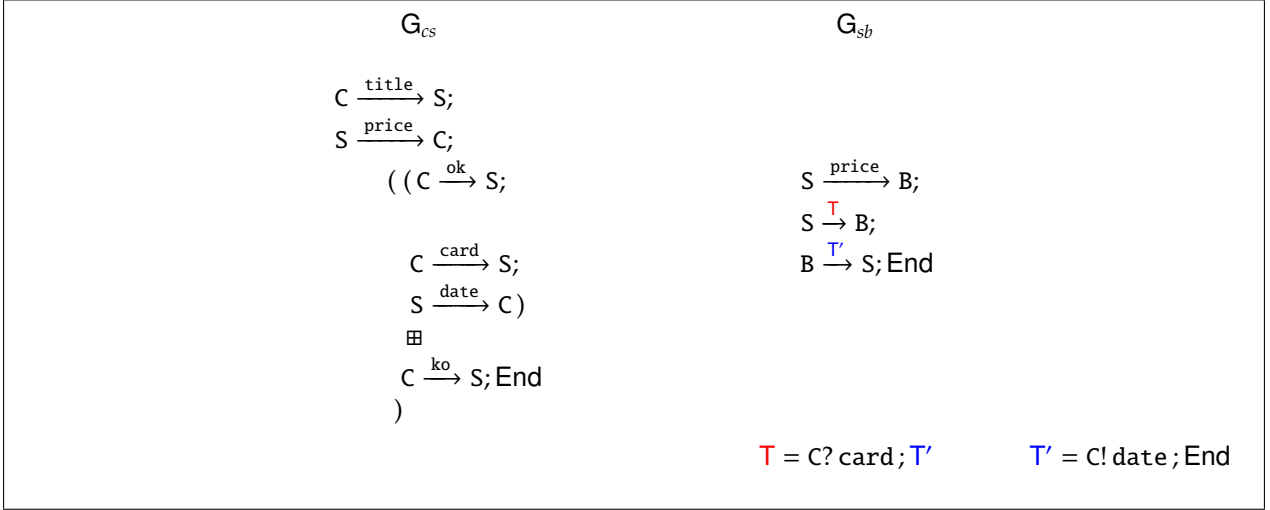 G_cs G_sb
C —title→ S;
S —price→ C;
( ( C —ok→ S; S —price→ B;
S —T→ B;
C —card→ S; B —T′→ S; End
S —date→ C )
⊞
C —ko→ S; End
)
T = C? card ; T′ T′ = C! date ; End